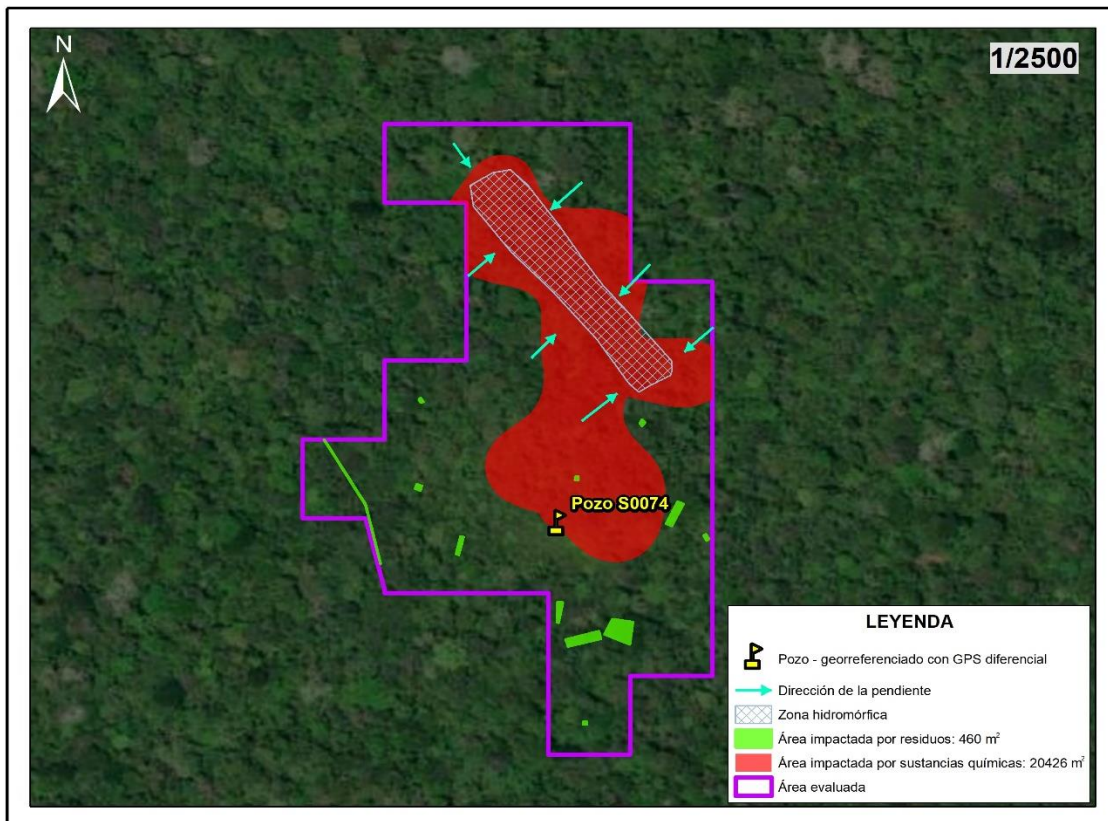 N
1/2500
Pozo S0074
LEYENDA
Pozo - georreferenciado con GPS diferencial
Dirección de la pendiente
Zona hidromórfica
Área impactada por residuos: 460 m²
Área impactada por sustancias químicas: 20426 m²
Área evaluada